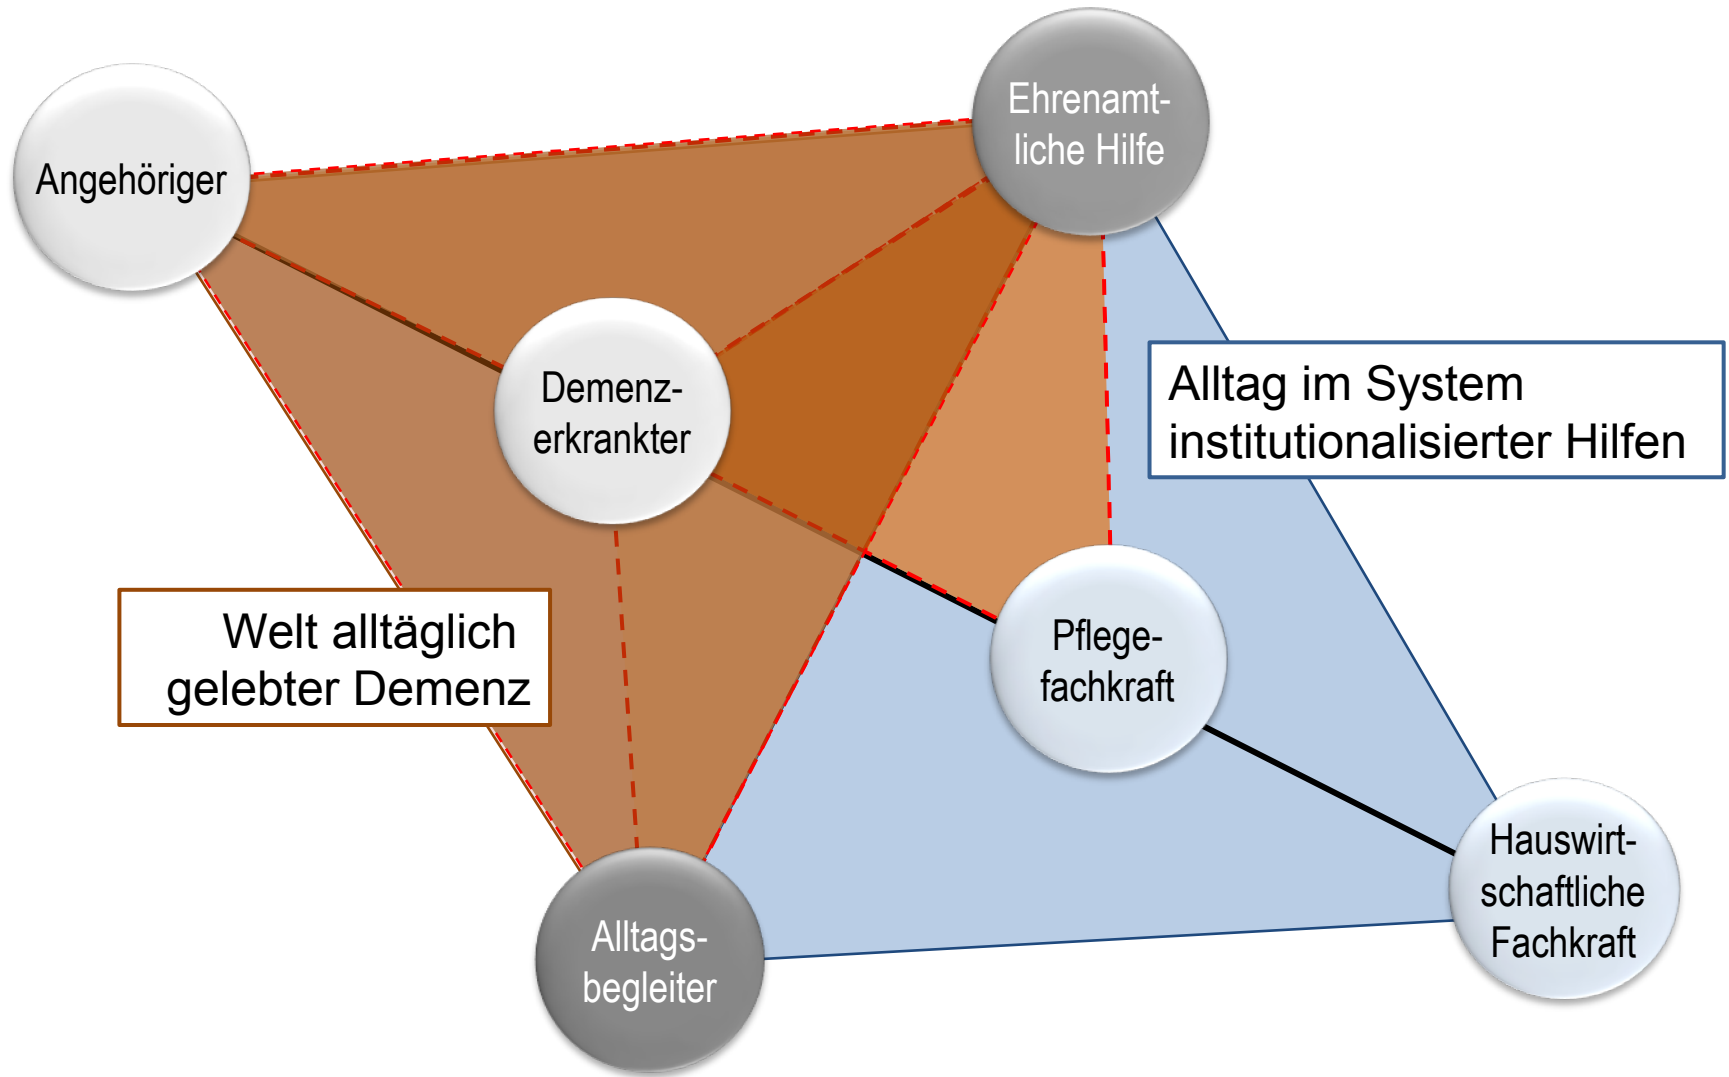 Ehrenamt-
liche Hilfe
Angehöriger
Demenz-
erkrankter
Alltag im System
institutionalisierter Hilfen
Welt alltäglich
gelebter Demenz
Pflege-
fachkraft
Hauswirt-
schaftliche
Fachkraft
Alltags-
begleiter